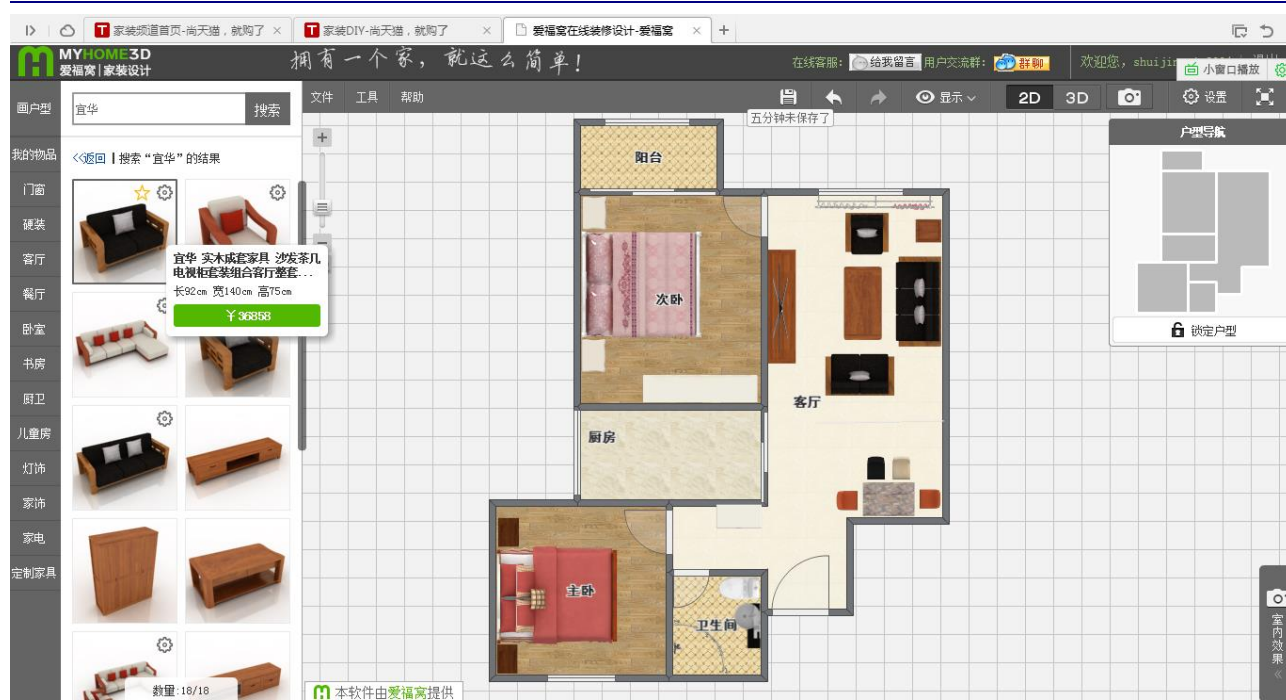 家装频道首页-尚天猫，就购了
家装DIY-尚天猫，就购了
爱福窝在线装修设计-爱福窝
MYHOME3D
爱福窝|家装设计
拥有一个家，就这么简单！
在线客服：
给我留言
用户交流群：
群聊
欢迎您，shuijin
小窗口播放
画户型
宜华
搜索
文件
工具
帮助
显示
2D
3D
设置
五分钟未保存了
户型导航
我的物品
<<返回
搜索“宜华”的结果
门窗
硬装
客厅
餐厅
卧室
书房
厨卫
儿童房
灯饰
家饰
家电
定制家具
宜华 实木成套家具 沙发茶几
电视柜套装组合客厅整套...
长92cm 宽140cm 高75cm
￥36858
阳台
次卧
客厅
厨房
主卧
卫生间
锁定户型
室内效果
数量:18/18
本软件由爱福窝提供